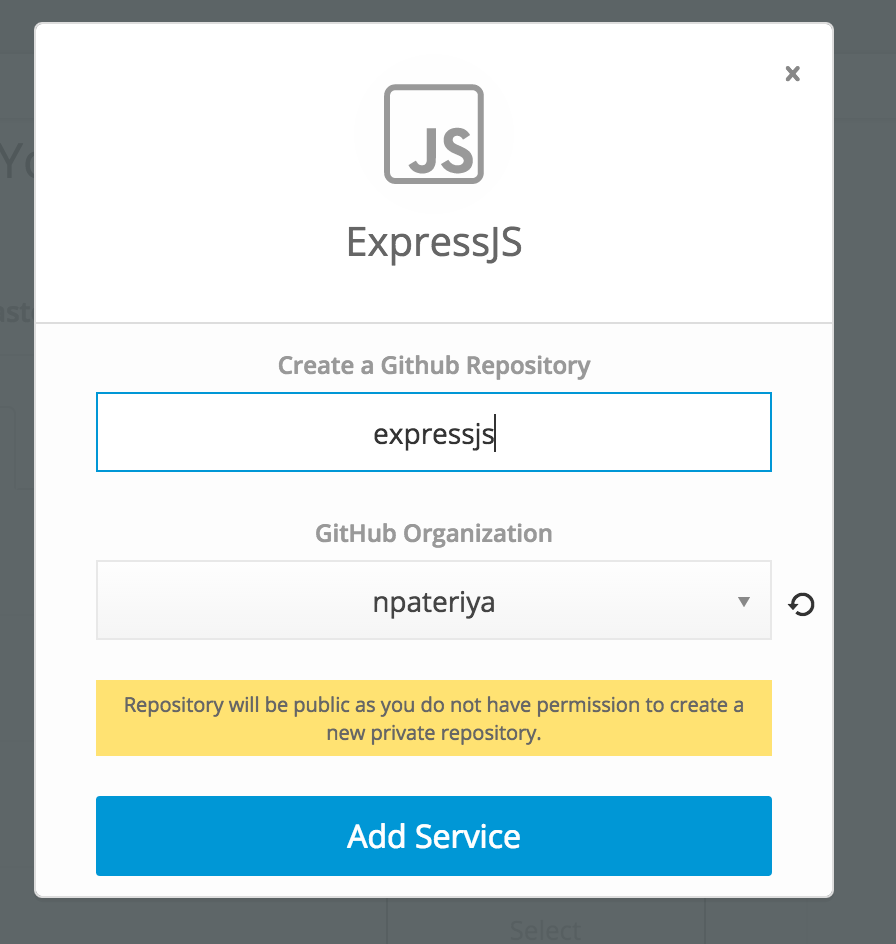 JS
ExpressJS
Create a Github Repository
expressjs
GitHub Organization
npateriya
Repository will be public as you do not have permission to create a
new private repository.
Add Service
Select